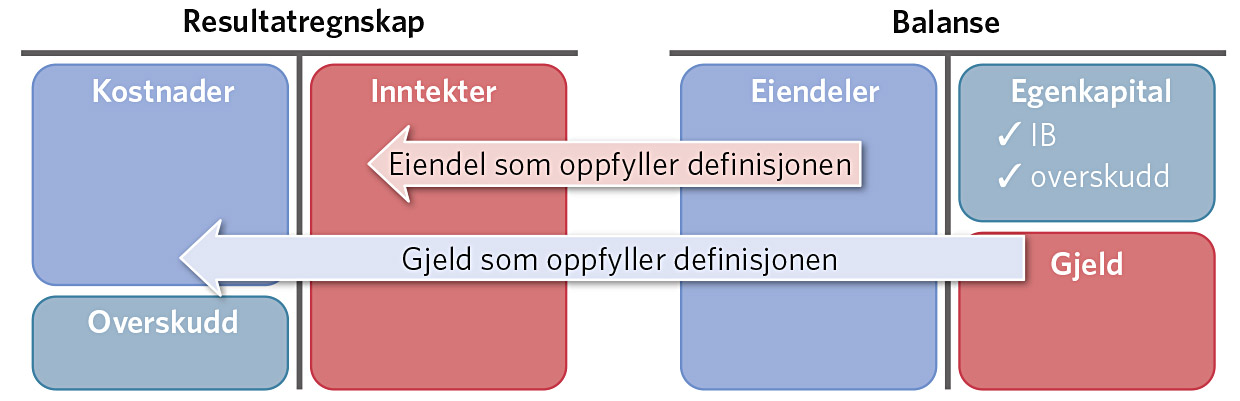 Resultatregnskap
Balanse
Kostnader
Inntekter
Eiendeler
Egenkapital
✓ IB
✓ overskudd
Eiendel som oppfyller definisjonen
Gjeld som oppfyller definisjonen
Gjeld
Overskudd